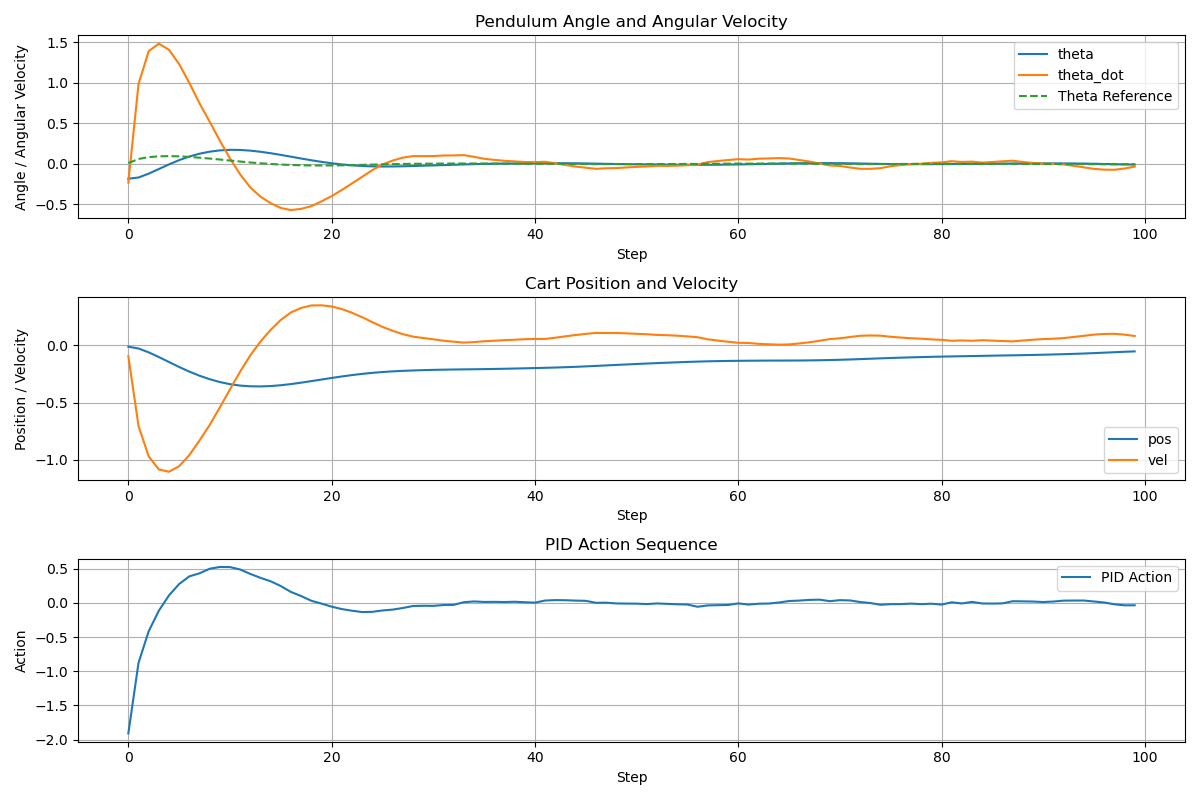 Pendulum Angle and Angular Velocity
Angle / Angular Velocity
1.5
1.0
0.5
0.0
−0.5
theta
theta_dot
Theta Reference
0 20 40 60 80 100
Step
Cart Position and Velocity
Position / Velocity
0.0
−0.5
−1.0
pos
vel
0 20 40 60 80 100
Step
PID Action Sequence
Action
0.5
0.0
−0.5
−1.0
−1.5
−2.0
PID Action
0 20 40 60 80 100
Step